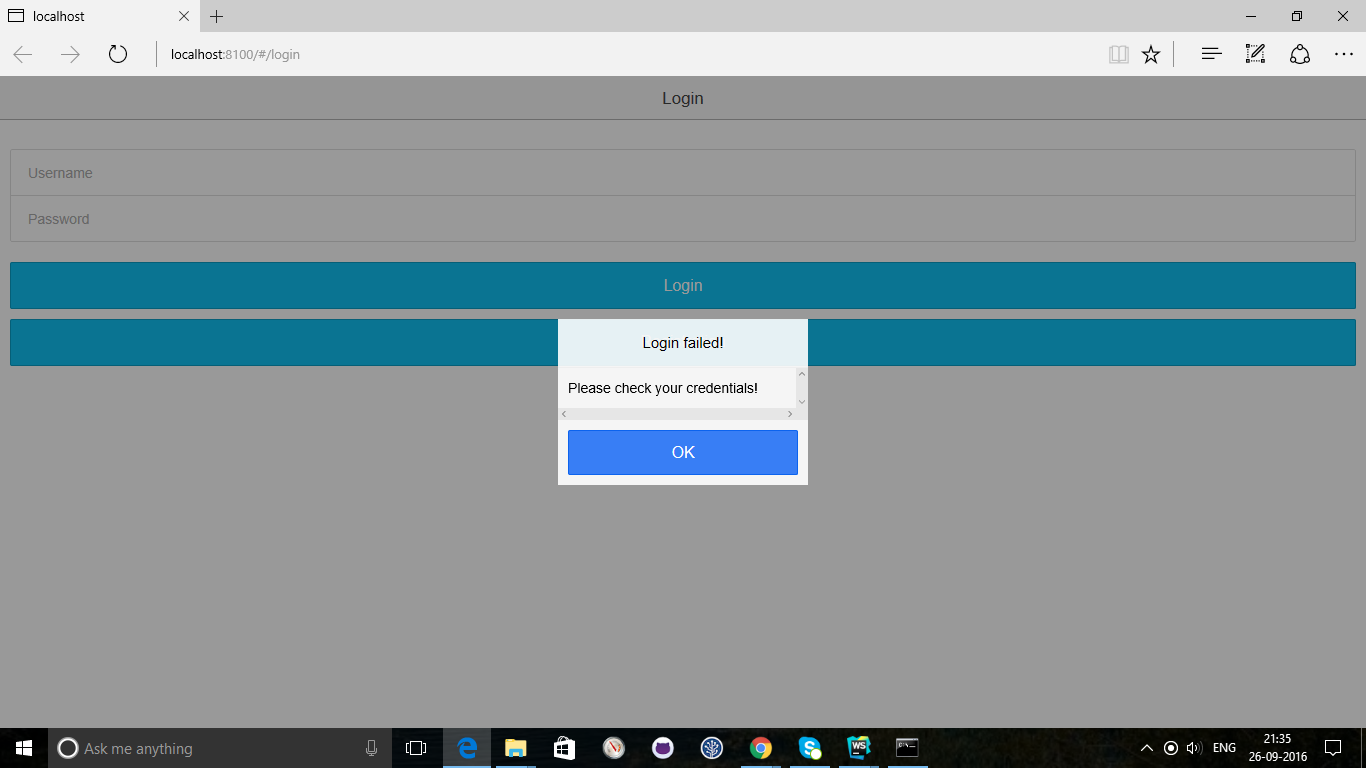 localhost
localhost:8100/#/login
Login
Username
Password
Login
Login failed!
Please check your credentials!
OK
Ask me anything
ENG
21:35
26-09-2016